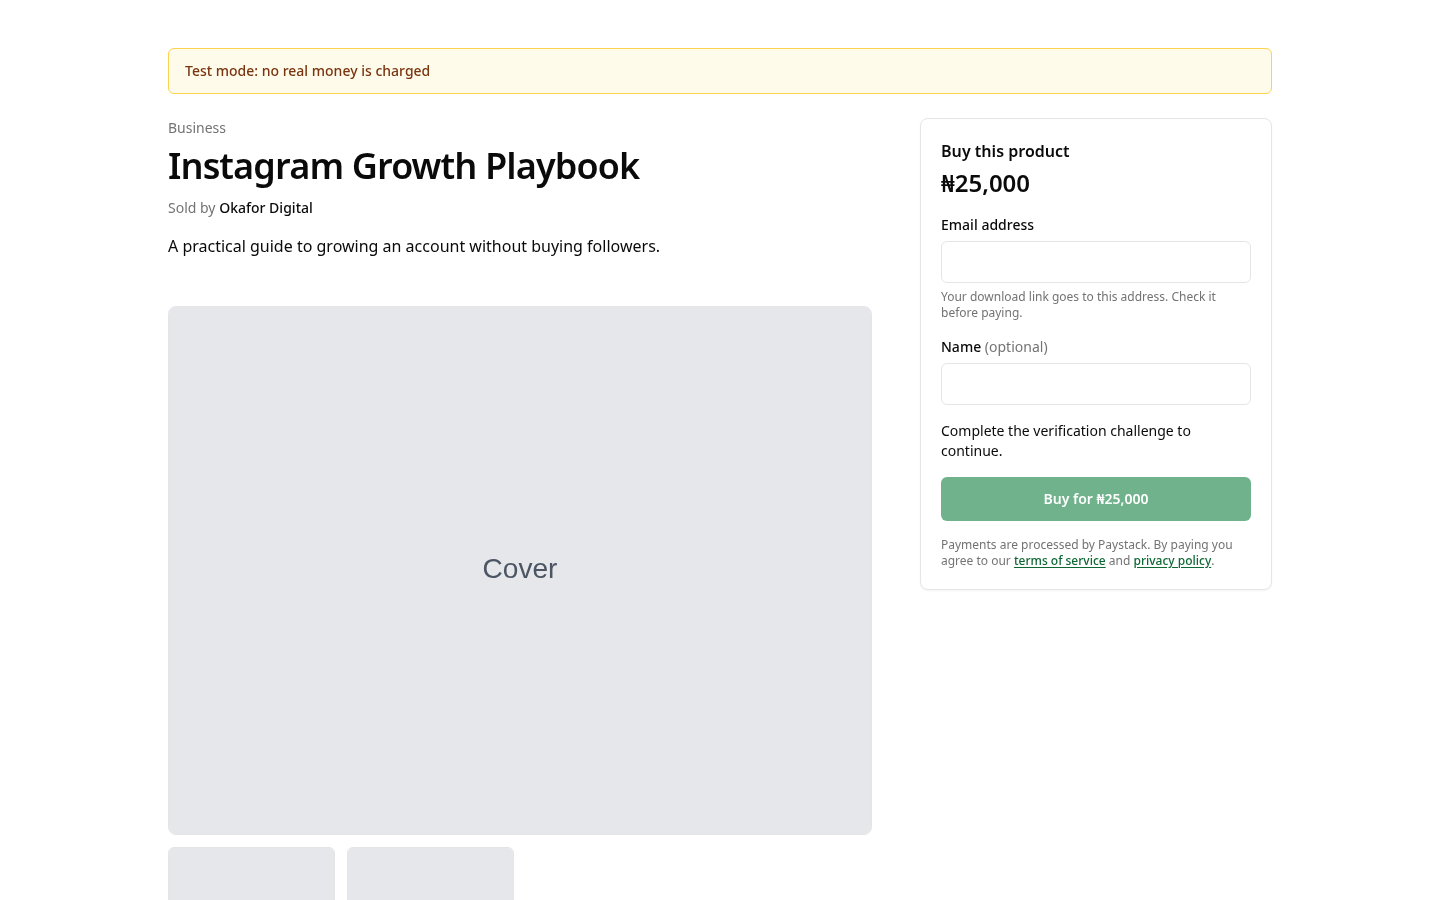 Test mode: no real money is charged
Business
Instagram Growth Playbook
Sold by Okafor Digital
A practical guide to growing an account without buying followers.
Cover
Buy this product
₦25,000
Email address
Your download link goes to this address. Check it
before paying.
Name (optional)
Complete the verification challenge to
continue.
Buy for ₦25,000
Payments are processed by Paystack. By paying you
agree to our terms of service and privacy policy.